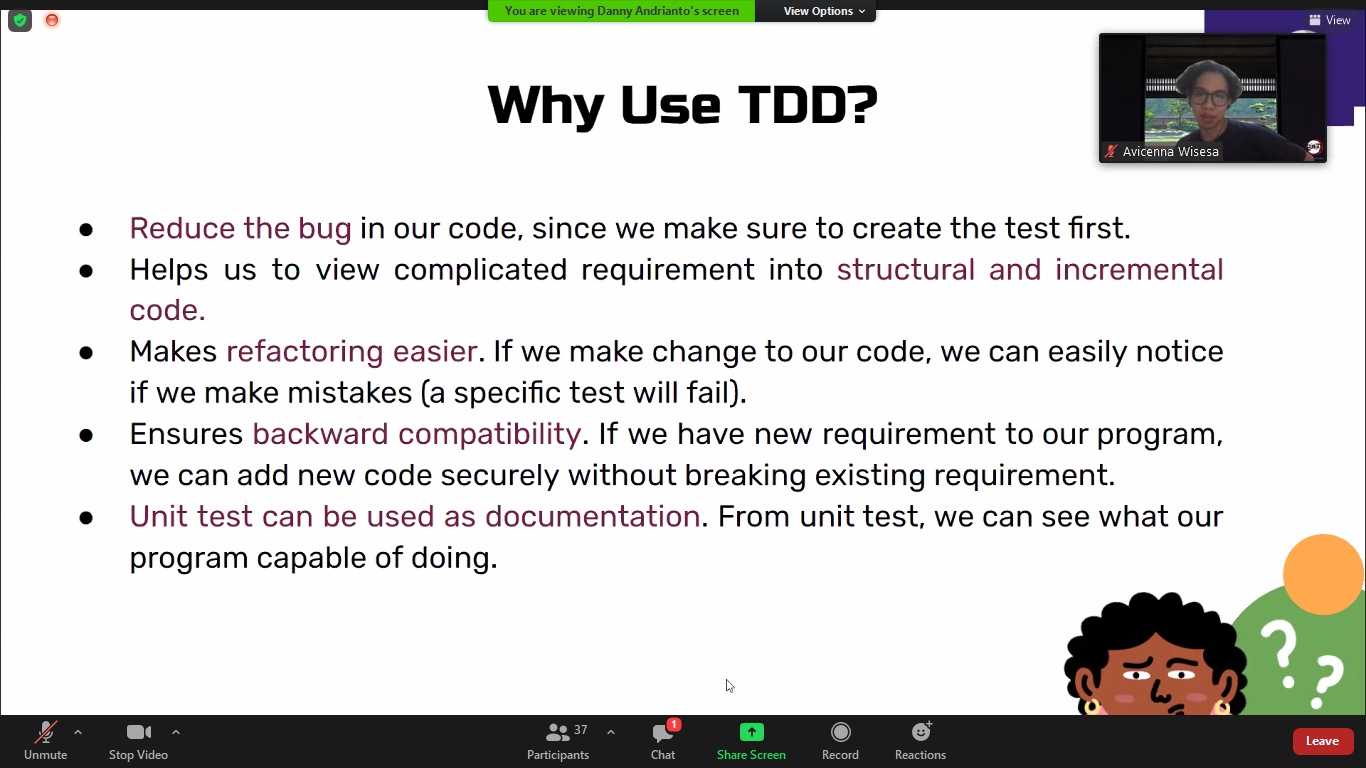 You are viewing Danny Andrianto's screen
View Options
View
Why Use TDD?
Avicenna Wisesa
● Reduce the bug in our code, since we make sure to create the test first.
● Helps us to view complicated requirement into structural and incremental
code.
● Makes refactoring easier. If we make change to our code, we can easily notice
if we make mistakes (a specific test will fail).
● Ensures backward compatibility. If we have new requirement to our program,
we can add new code securely without breaking existing requirement.
● Unit test can be used as documentation. From unit test, we can see what our
program capable of doing.
? ?
Unmute
Stop Video
37
Participants
1
Chat
Share Screen
Record
Reactions
Leave